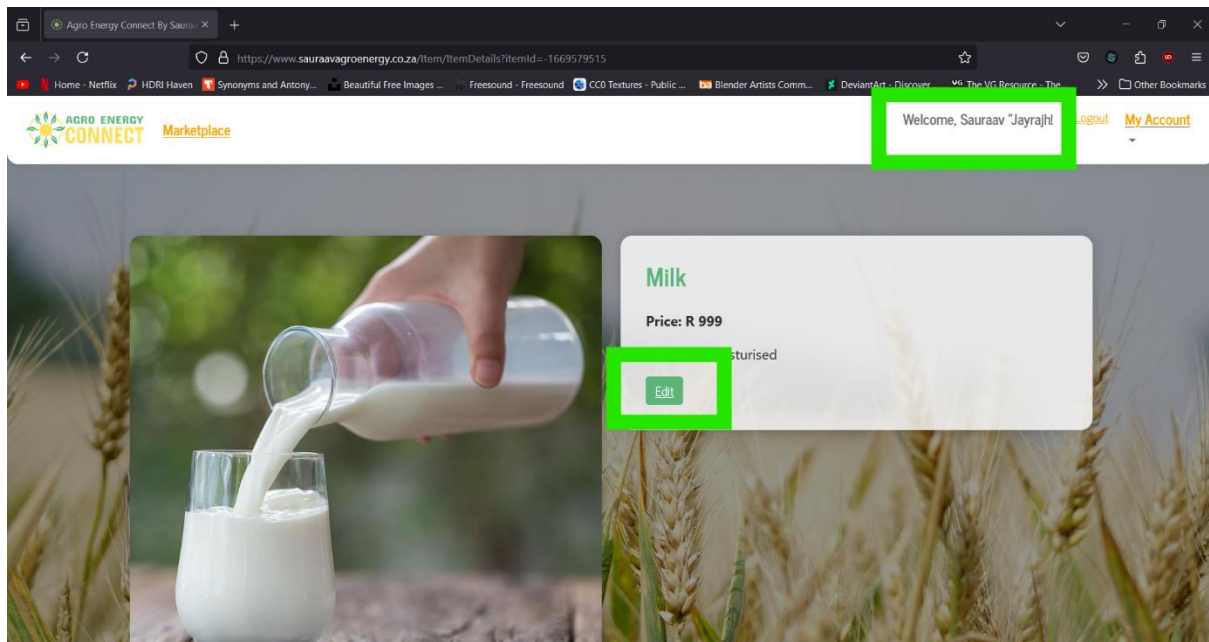 Agro Energy Connect By Saura
https://www.sauraavagroenergy.co.za/Item/ItemDetails?itemId=-1669579515
Home - Netflix HDRI Haven Synonyms and Antony... Beautiful Free Images ... Freesound - Freesound CC0 Textures - Public ... Blender Artists Comm... DeviantArt - Discover VG The VG Resource - The Other Bookmarks
AGRO ENERGY
CONNECT
Marketplace
Welcome, Sauraav "Jayrajh!
Logout
My Account
Milk
Price: R 999
sturised
Edit